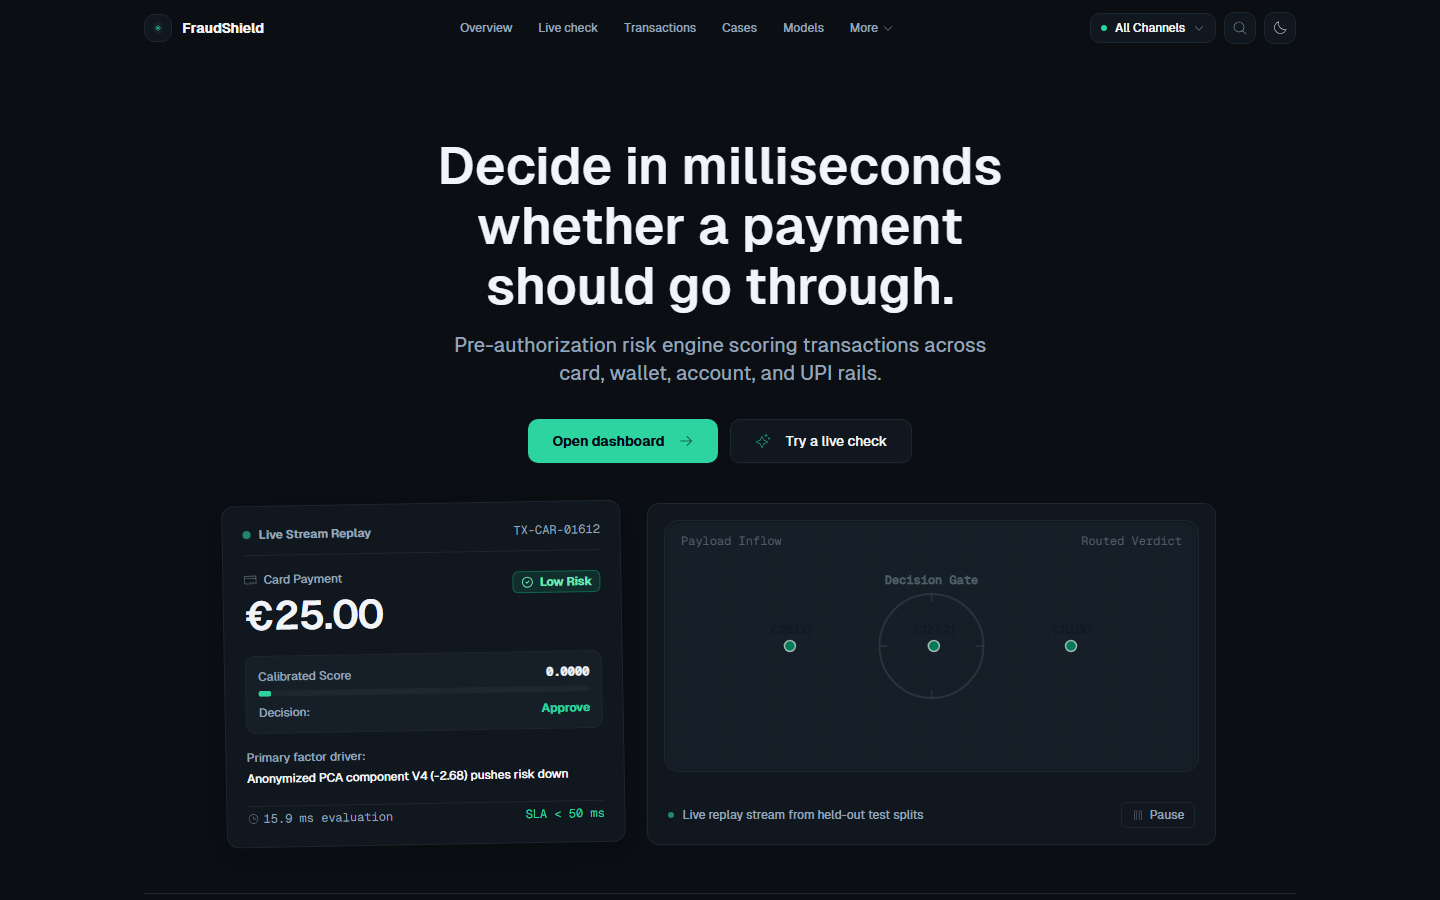 FraudShield
Overview
Live check
Transactions
Cases
Models
More
All Channels
Decide in milliseconds
whether a payment
should go through.
Pre-authorization risk engine scoring transactions across
card, wallet, account, and UPI rails.
Open dashboard
Try a live check
Live Stream Replay
TX-CAR-01612
Card Payment
Low Risk
€25.00
Calibrated Score
0.0000
Decision:
Approve
Primary factor driver:
Anonymized PCA component V4 (-2.68) pushes risk down
15.9 ms evaluation
SLA < 50 ms
Payload Inflow
Routed Verdict
Decision Gate
€25.00
Live replay stream from held-out test splits
Pause